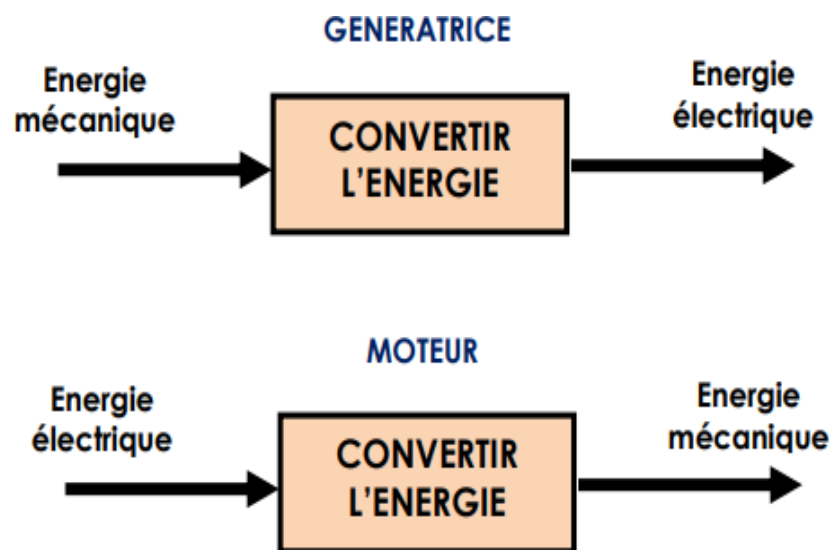 GENERATRICE
Energie
mécanique
CONVERTIR
L'ENERGIE
Energie
électrique
MOTEUR
Energie
électrique
CONVERTIR
L'ENERGIE
Energie
mécanique